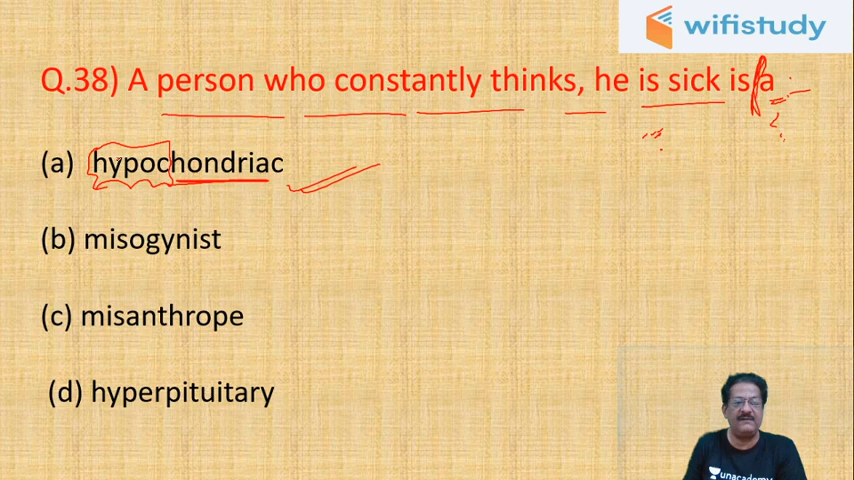 wifistudy
Q.38) A person who constantly thinks, he is sick is a
(a) hypochondriac
(b) misogynist
(c) misanthrope
(d) hyperpituitary
unacademy